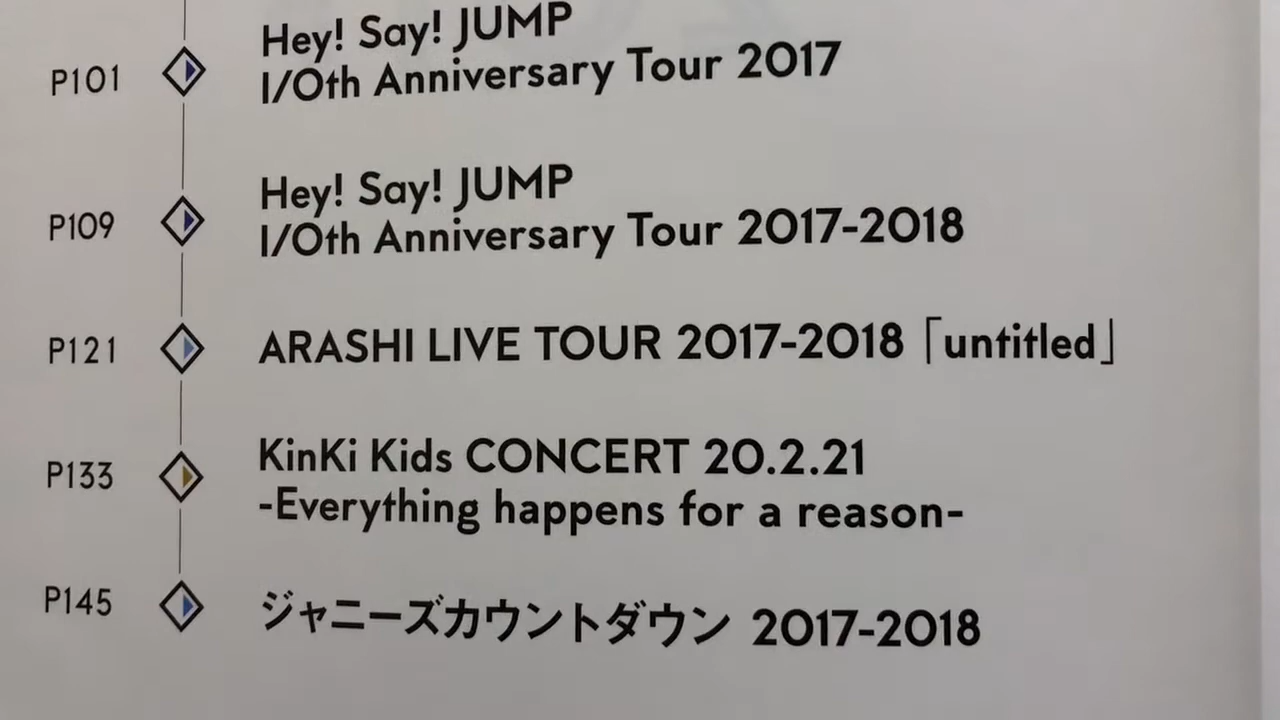 P101
Hey! Say! JUMP
I/Oth Anniversary Tour 2017
P109
Hey! Say! JUMP
I/Oth Anniversary Tour 2017-2018
P121
ARASHI LIVE TOUR 2017-2018「untitled」
P133
KinKi Kids CONCERT 20.2.21
-Everything happens for a reason-
P145
ジャニーズカウントダウン 2017-2018